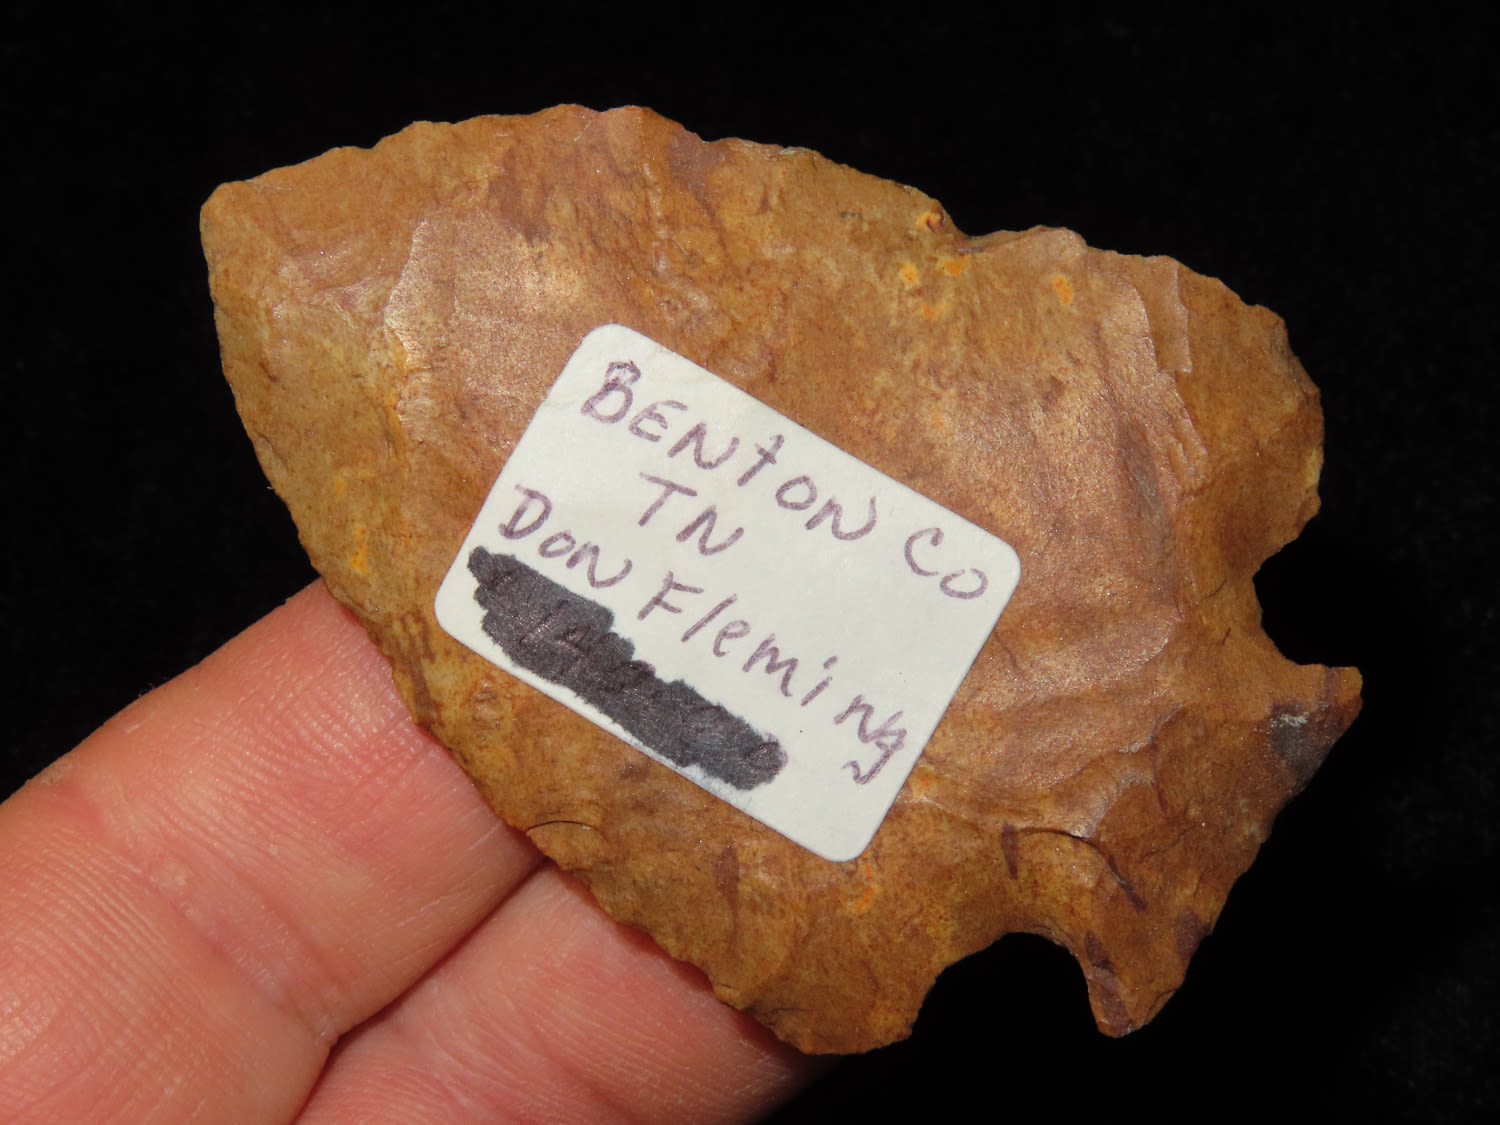 BENTON CO
TN
DON Fleming